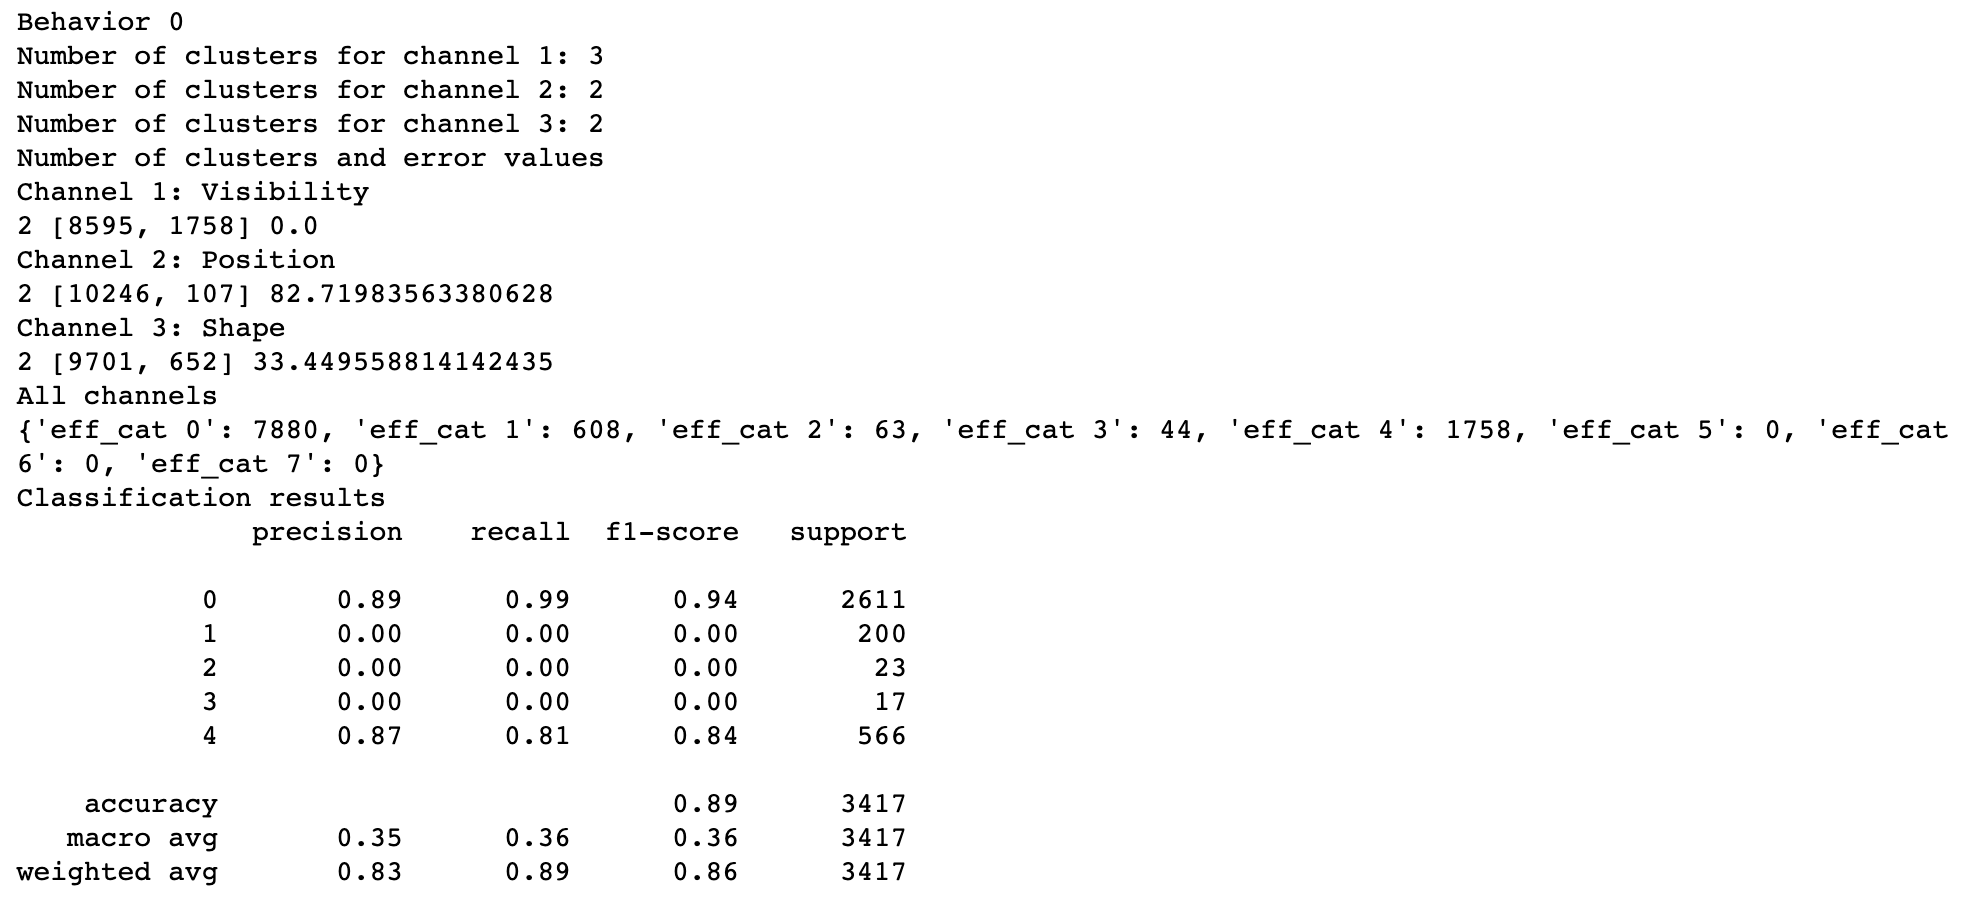 Behavior 0
Number of clusters for channel 1: 3
Number of clusters for channel 2: 2
Number of clusters for channel 3: 2
Number of clusters and error values
Channel 1: Visibility
2 [8595, 1758] 0.0
Channel 2: Position
2 [10246, 107] 82.71983563380628
Channel 3: Shape
2 [9701, 652] 33.449558814142435
All channels
{'eff_cat 0': 7880, 'eff_cat 1': 608, 'eff_cat 2': 63, 'eff_cat 3': 44, 'eff_cat 4': 1758, 'eff_cat 5': 0, 'eff_cat
6': 0, 'eff_cat 7': 0}
Classification results
precision recall f1-score support
0 0.89 0.99 0.94 2611
1 0.00 0.00 0.00 200
2 0.00 0.00 0.00 23
3 0.00 0.00 0.00 17
4 0.87 0.81 0.84 566
accuracy 0.89 3417
macro avg 0.35 0.36 0.36 3417
weighted avg 0.83 0.89 0.86 3417